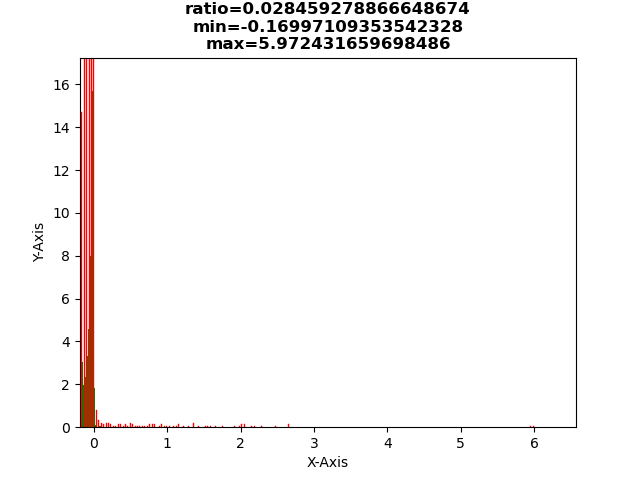 ratio=0.028459278866648674
min=-0.16997109353542328
max=5.972431659698486
16
14
12
10
8
6
4
2
0
Y-Axis
0 1 2 3 4 5 6
X-Axis